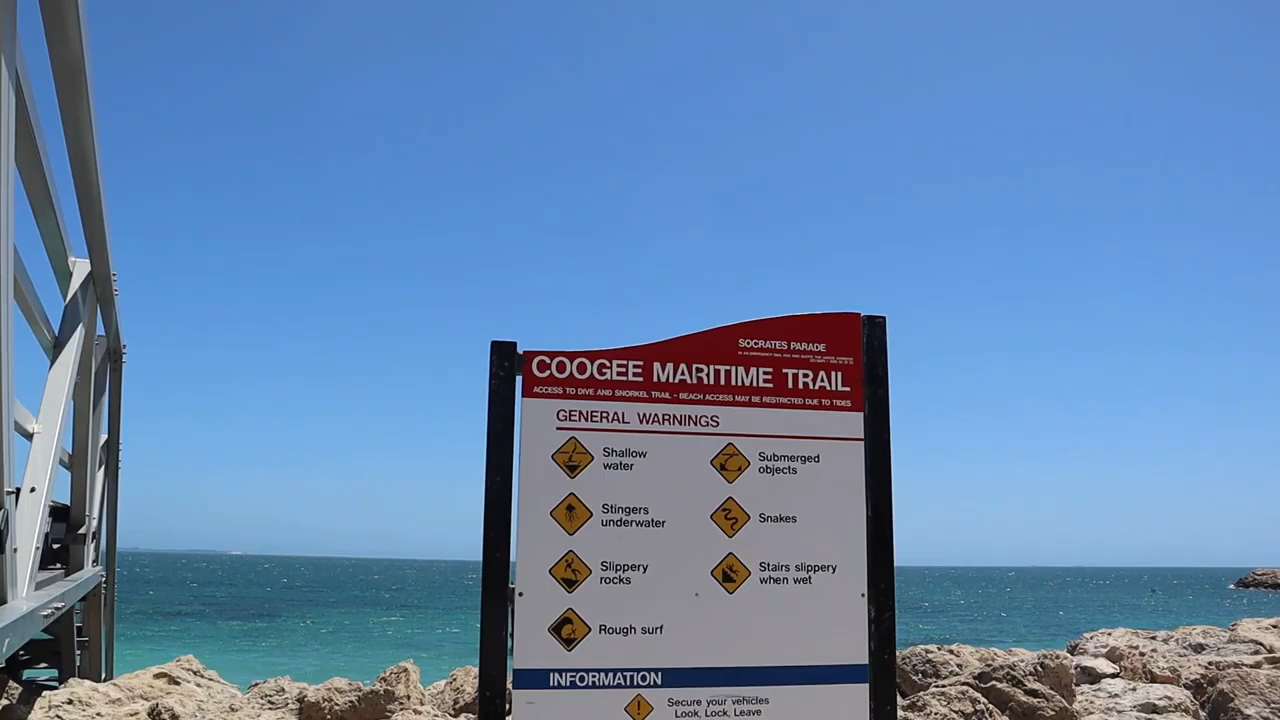 SOCRATES PARADE
COOGEE MARITIME TRAIL
ACCESS TO DIVE AND SNORKEL TRAIL - BEACH ACCESS MAY BE RESTRICTED DUE TO TIDES
GENERAL WARNINGS
Shallow
water
Submerged
objects
Stingers
underwater
Snakes
Slippery
rocks
Stairs slippery
when wet
Rough surf
INFORMATION
Secure your vehicles
Look, Lock, Leave